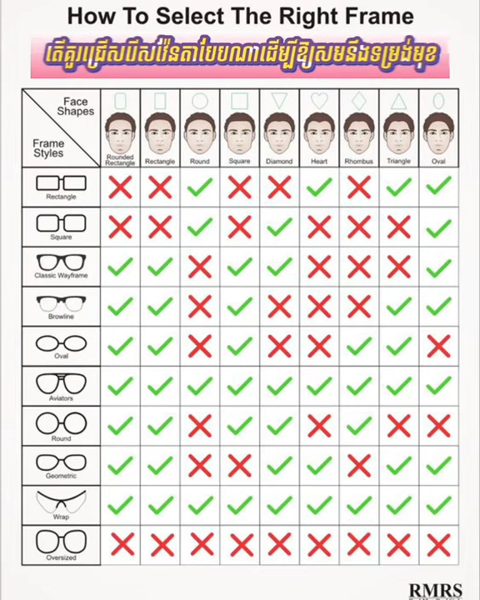 How To Select The Right Frame
តើគួរជ្រើសរើសវ៉ែនតាបែបណាដើម្បីឱ្យសមនឹងទម្រង់មុខ
Face Shapes
Frame Styles
Rounded Rectangle
Rectangle
Round
Square
Diamond
Heart
Rhombus
Triangle
Oval
Rectangle
Square
Classic Wayframe
Browline
Oval
Aviators
Round
Geometric
Wrap
Oversized
RMRS